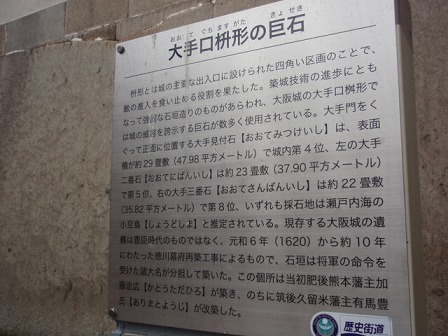 おおてぐちますがた きょせき
大手口枡形の巨石
枡形とは城の主要な出入口に設けられた四角い区画のことで、
敵の進入を食い止める役割を果たした。築城技術の進歩にとも
なって強固な石垣造りのものがあらわれ、大阪城の大手口枡形で
は城の威容を誇示する巨石が数多く使用されている。大手門をく
ぐって正面に位置する大手見付石【おおてみつけいし】は、表面
積が約29畳敷(47.98平方メートル)で城内第4位、左の大手
二番石【おおてにばんいし】は約23畳敷(37.90平方メートル)
で第5位、右の大手三番石【おおてさんばんいし】は約22畳敷
(35.82平方メートル)で第8位、いずれも採石地は瀬戸内海の
小豆島【しょうどしま】と推定されている。現存する大阪城の遺
構は豊臣時代のものではなく、元和6年(1620)から約10年
にわたった徳川幕府再築工事によるもので、石垣は将軍の命令を
受けた諸大名が分担して築いた。この個所は当初肥後熊本藩主加
藤忠広【かとうただひろ】が築き、のちに筑後久留米藩主有馬豊
氏【ありまとようじ】が改築した。
歴史街道